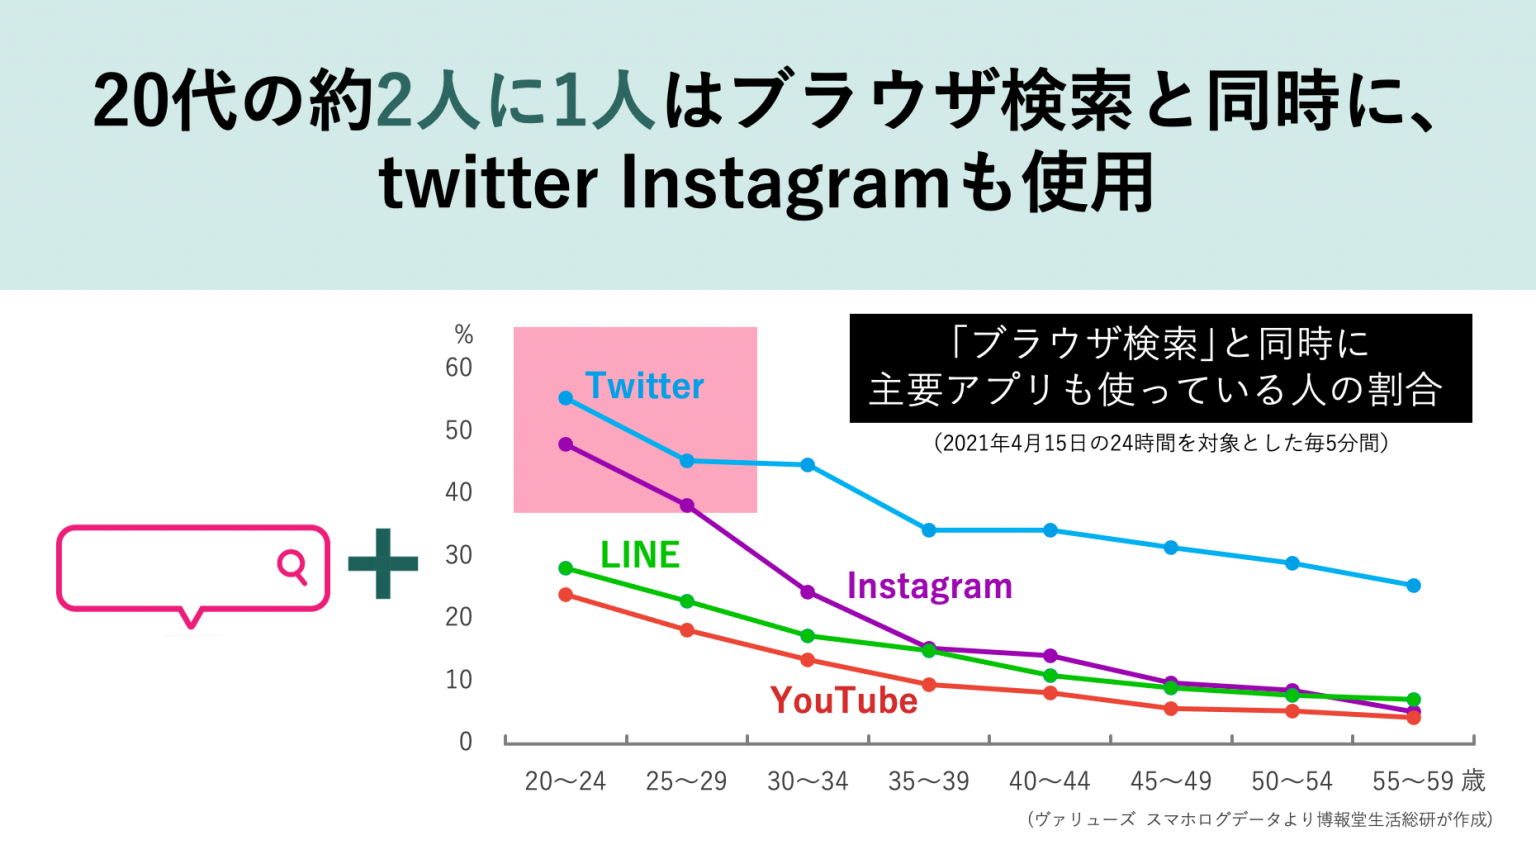 20代の約2人に1人はブラウザ検索と同時に、
twitter Instagramも使用
「ブラウザ検索」と同時に
主要アプリも使っている人の割合
（2021年4月15日の24時間を対象とした毎5分間）
%
60
50
40
30
20
10
0
Twitter
LINE
Instagram
YouTube
20〜24 25〜29 30〜34 35〜39 40〜44 45〜49 50〜54 55〜59 歳
（ヴァリューズ スマホログデータより博報堂生活総研が作成）